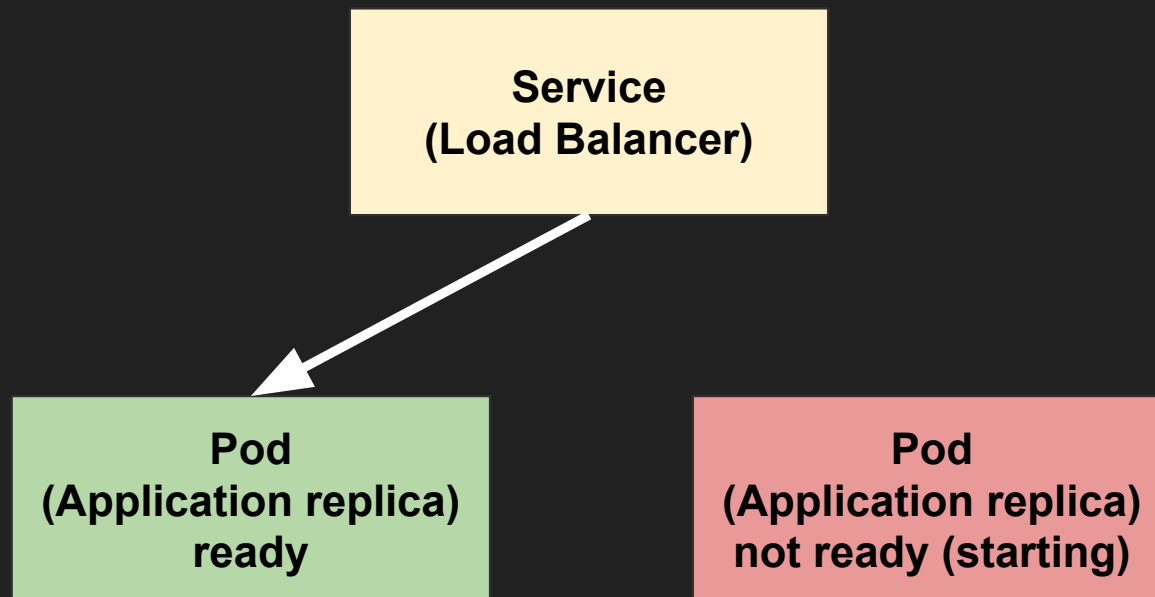 Service
(Load Balancer)
Pod
(Application replica)
ready
Pod
(Application replica)
not ready (starting)